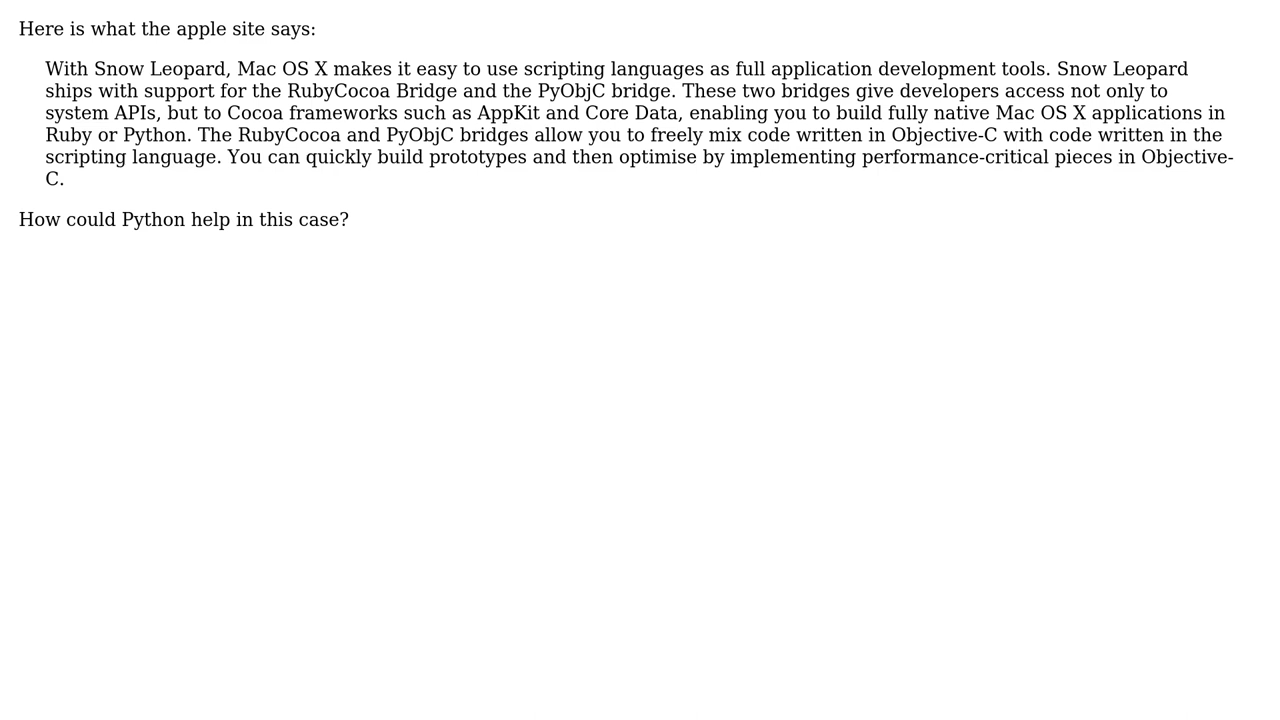 Here is what the apple site says:
With Snow Leopard, Mac OS X makes it easy to use scripting languages as full application development tools. Snow Leopard
ships with support for the RubyCocoa Bridge and the PyObjC bridge. These two bridges give developers access not only to
system APIs, but to Cocoa frameworks such as AppKit and Core Data, enabling you to build fully native Mac OS X applications in
Ruby or Python. The RubyCocoa and PyObjC bridges allow you to freely mix code written in Objective-C with code written in the
scripting language. You can quickly build prototypes and then optimise by implementing performance-critical pieces in Objective-
C.
How could Python help in this case?